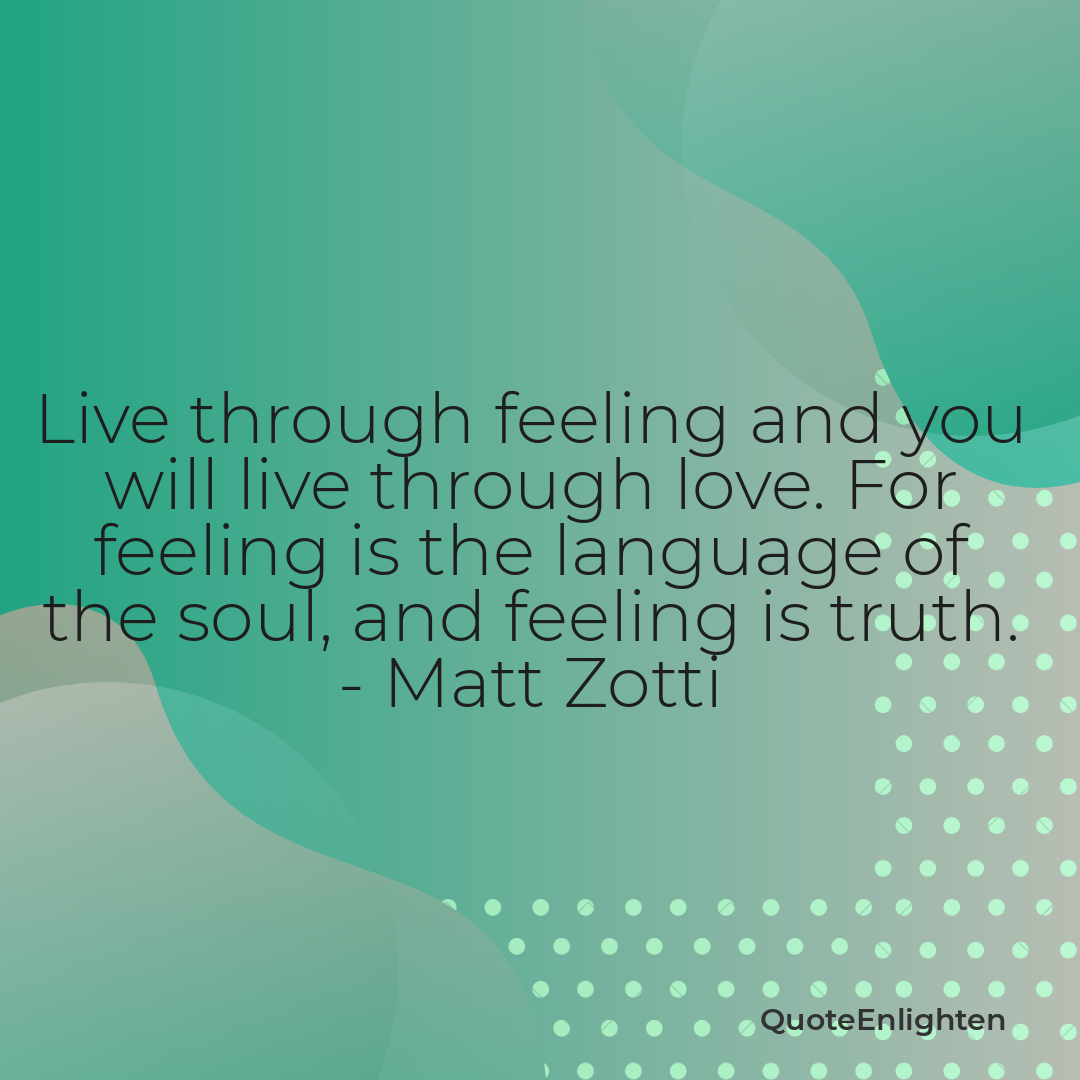 Live through feeling and you
will live through love. For
feeling is the language of
the soul, and feeling is truth.
- Matt Zotti
QuoteEnlighten